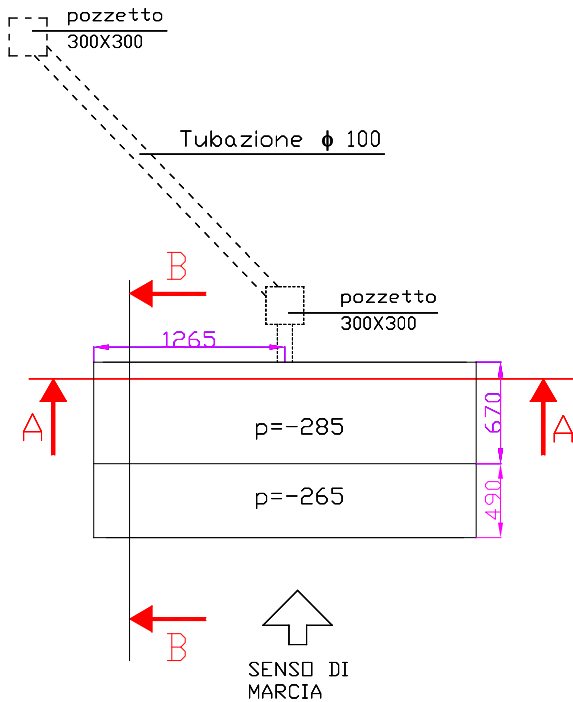 pozzetto
300X300
Tubazione ϕ 100
B
pozzetto
300X300
1265
A
p=-285
670
A
p=-265
490
B
SENSO DI
MARCIA